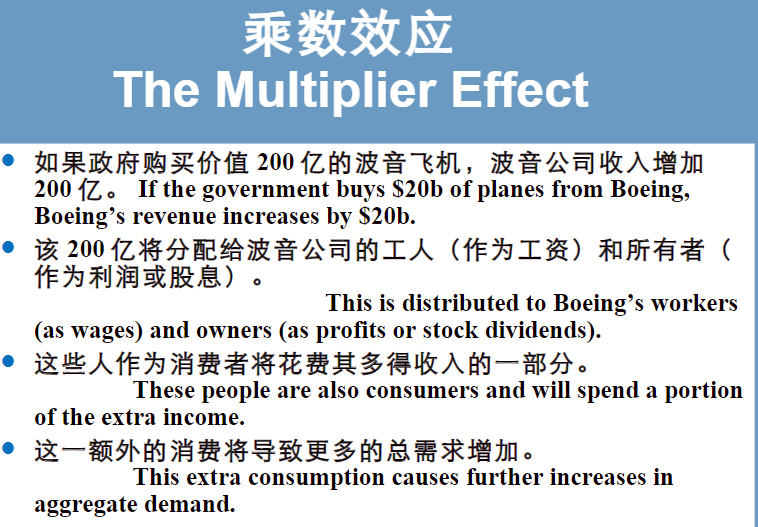 乘数效应
The Multiplier Effect
如果政府购买价值 200 亿的波音飞机，波音公司收入增加
200 亿。 If the government buys $20b of planes from Boeing,
Boeing’s revenue increases by $20b.
该 200 亿将分配给波音公司的工人（作为工资）和所有者（
作为利润或股息）。
This is distributed to Boeing’s workers
(as wages) and owners (as profits or stock dividends).
这些人作为消费者将花费其多得收入的一部分。
These people are also consumers and will spend a portion
of the extra income.
这一额外的消费将导致更多的总需求增加。
This extra consumption causes further increases in
aggregate demand.